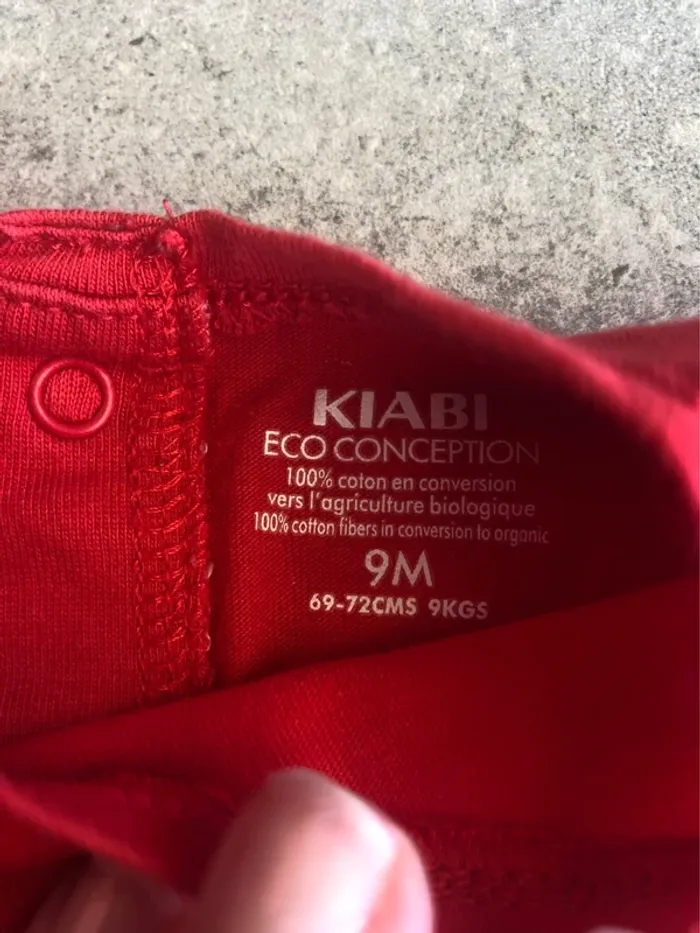 KIABI
ECO CONCEPTION
100% coton en conversion
vers l'agriculture biologique
100% cotton fibers in conversion to organic
9M
69-72CMS 9KGS